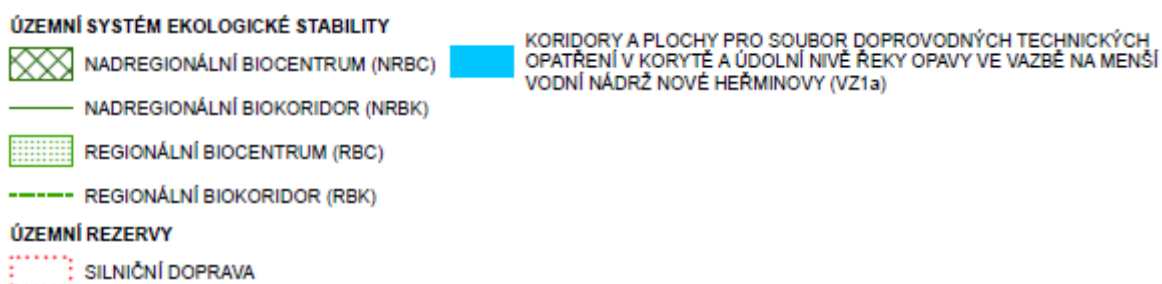 ÚZEMNÍ SYSTÉM EKOLOGICKÉ STABILITY
NADREGIONÁLNÍ BIOCENTRUM (NRBC)
NADREGIONÁLNÍ BIOKORIDOR (NRBK)
REGIONÁLNÍ BIOCENTRUM (RBC)
REGIONÁLNÍ BIOKORIDOR (RBK)
ÚZEMNÍ REZERVY
SILNIČNÍ DOPRAVA
KORIDORY A PLOCHY PRO SOUBOR DOPROVODNÝCH TECHNICKÝCH
OPATŘENÍ V KORYTĚ A ÚDOLNÍ NIVĚ ŘEKY OPAVY VE VAZBĚ NA MENŠÍ
VODNÍ NÁDRŽ NOVÉ HEŘMINOVY (VZ1a)